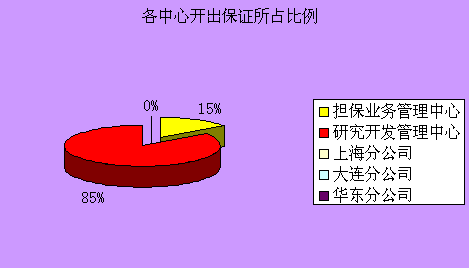 各中心开出保证所占比例
0%
15%
85%
担保业务管理中心
研究开发管理中心
上海分公司
大连分公司
华东分公司